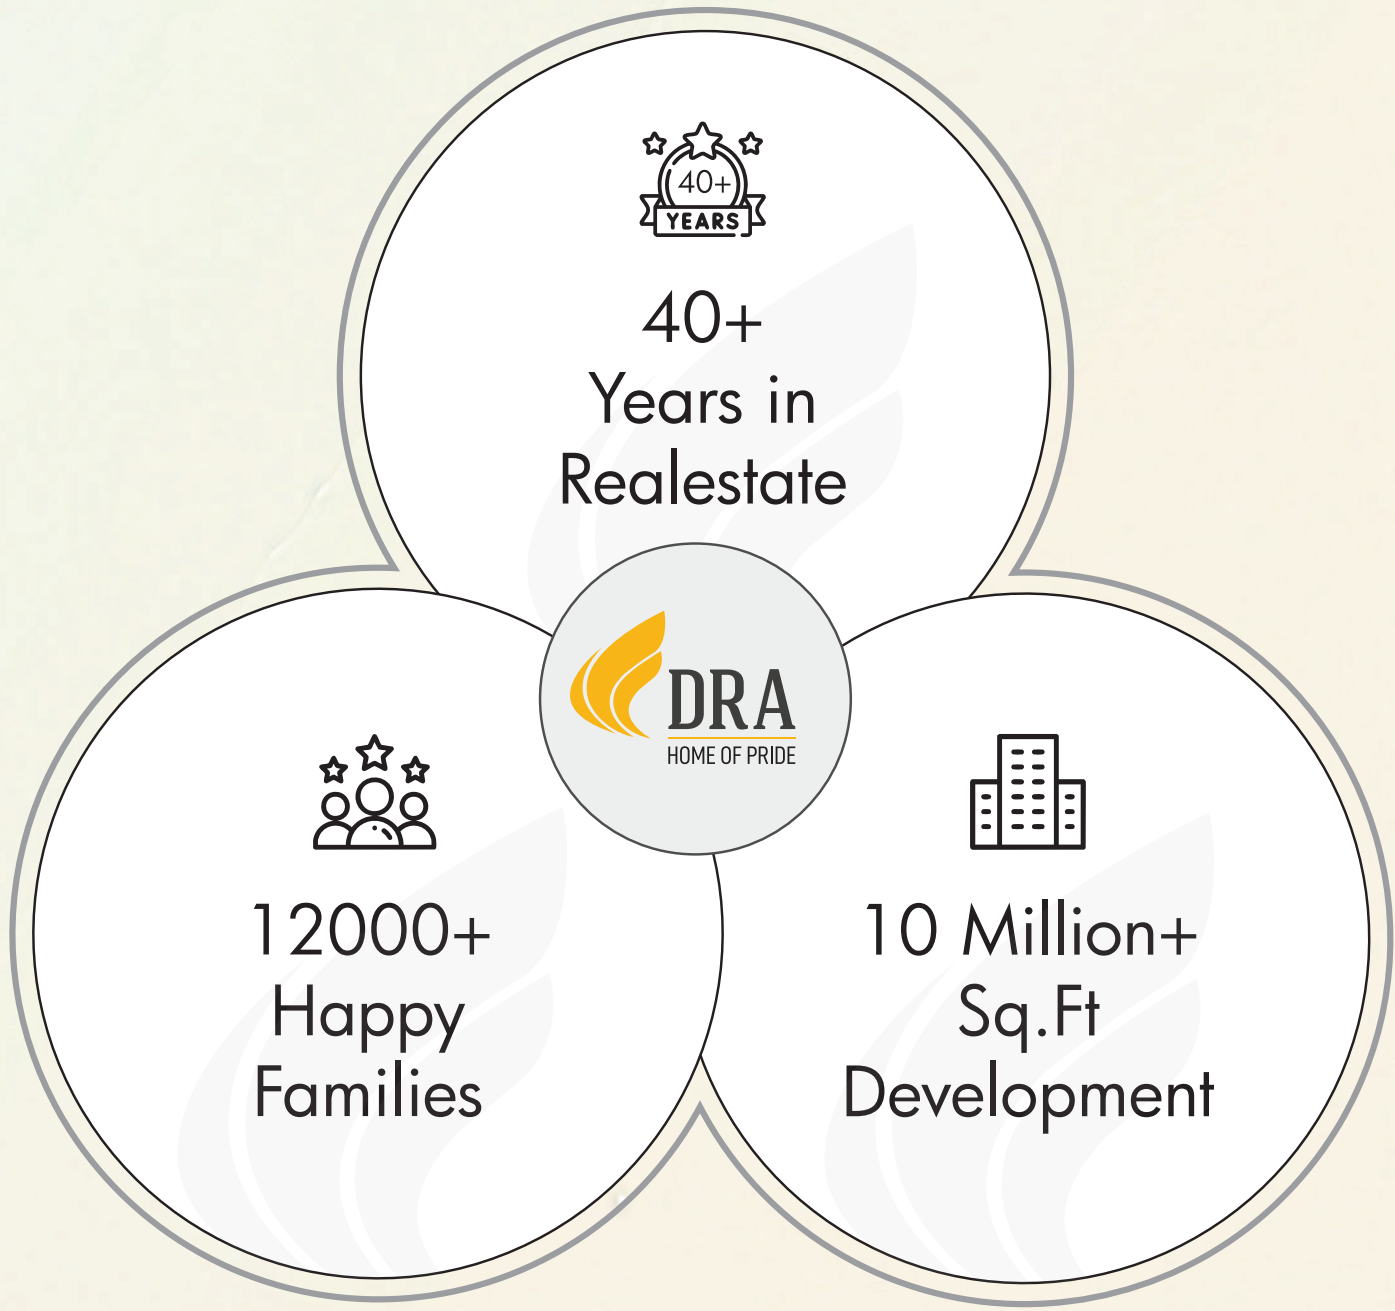 40+
YEARS
40+
Years in
Realestate
DRA
HOME OF PRIDE
12000+
Happy
Families
10 Million+
Sq.Ft
Development